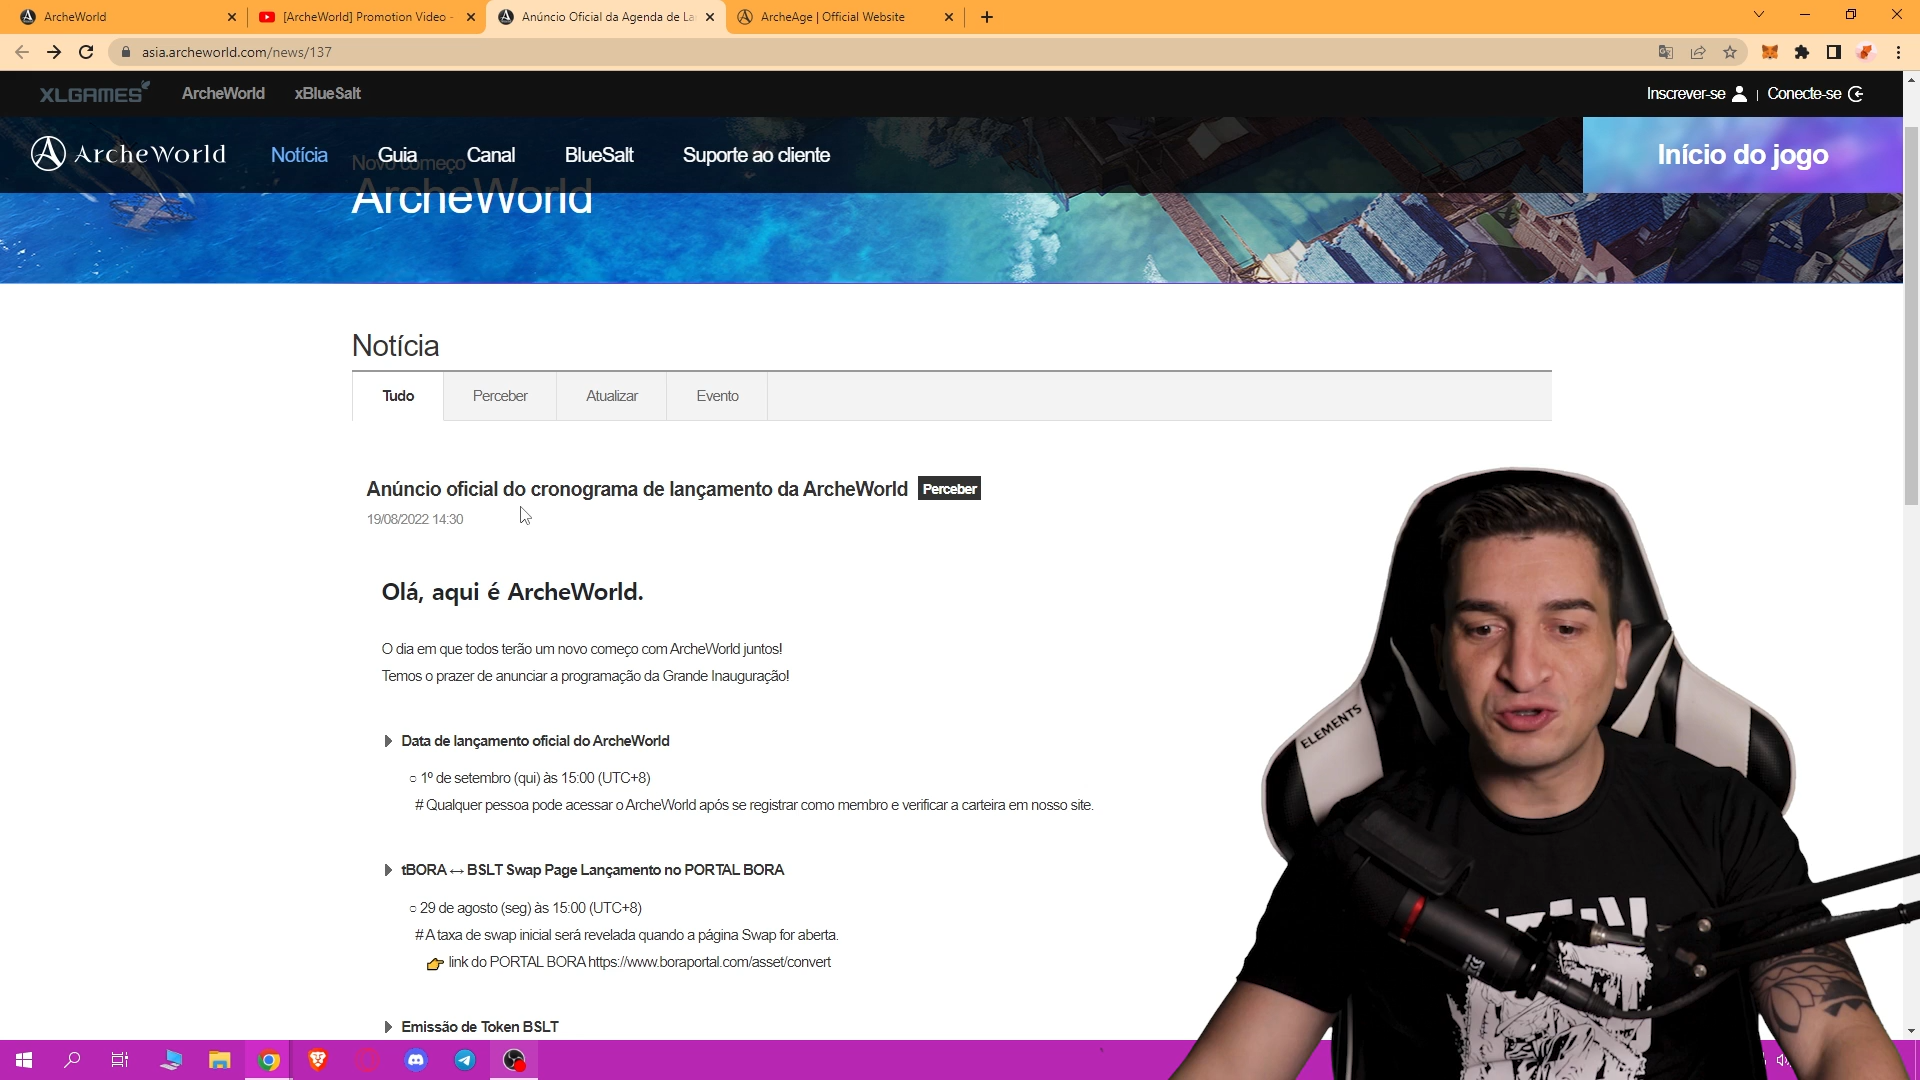 ArcheWorld
[ArcheWorld] Promotion Video -
Anúncio Oficial da Agenda de La
ArcheAge | Official Website
asia.archeworld.com/news/137
XLGAMES
ArcheWorld
xBlueSalt
Inscrever-se | Conecte-se
ArcheWorld
Notícia
Guia
Canal
BlueSalt
Suporte ao cliente
Início do jogo
Novo começo
ArcheWorld
Notícia
Tudo
Perceber
Atualizar
Evento
Anúncio oficial do cronograma de lançamento da ArcheWorld Perceber
19/08/2022 14:30
Olá, aqui é ArcheWorld.
O dia em que todos terão um novo começo com ArcheWorld juntos!
Temos o prazer de anunciar a programação da Grande Inauguração!
Data de lançamento oficial do ArcheWorld
○ 1º de setembro (qui) às 15:00 (UTC+8)
# Qualquer pessoa pode acessar o ArcheWorld após se registrar como membro e verificar a carteira em nosso site.
tBORA ↔ BSLT Swap Page Lançamento no PORTAL BORA
○ 29 de agosto (seg) às 15:00 (UTC+8)
# A taxa de swap inicial será revelada quando a página Swap for aberta.
👉 link do PORTAL BORA https://www.boraportal.com/asset/convert
Emissão de Token BSLT
ELEMENTS